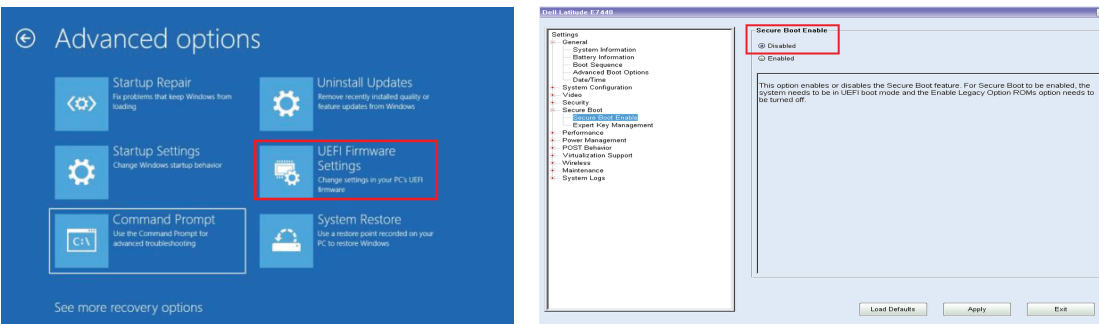 Advanced options
Startup Repair
Fix problems that keep Windows from
loading
Uninstall Updates
Remove recently installed quality or
feature updates from Windows
Startup Settings
Change Windows startup behavior
UEFI Firmware
Settings
Change settings in your PC's UEFI
firmware
Command Prompt
Use the Command Prompt for
advanced troubleshooting
C:\
System Restore
Use a restore point recorded on your
PC to restore Windows
See more recovery options
Dell Latitude E7440
Settings
General
System Information
Battery Information
Boot Sequence
Advanced Boot Options
Date/Time
System Configuration
Video
Security
Secure Boot
Secure Boot Enable
Expert Key Management
Performance
Power Management
POST Behavior
Virtualization Support
Wireless
Maintenance
System Logs
Secure Boot Enable
Disabled
Enabled
This option enables or disables the Secure Boot feature. For Secure Boot to be enabled, the
system needs to be in UEFI boot mode and the Enable Legacy Option ROMs option needs to
be turned off.
Load Defaults
Apply
Exit